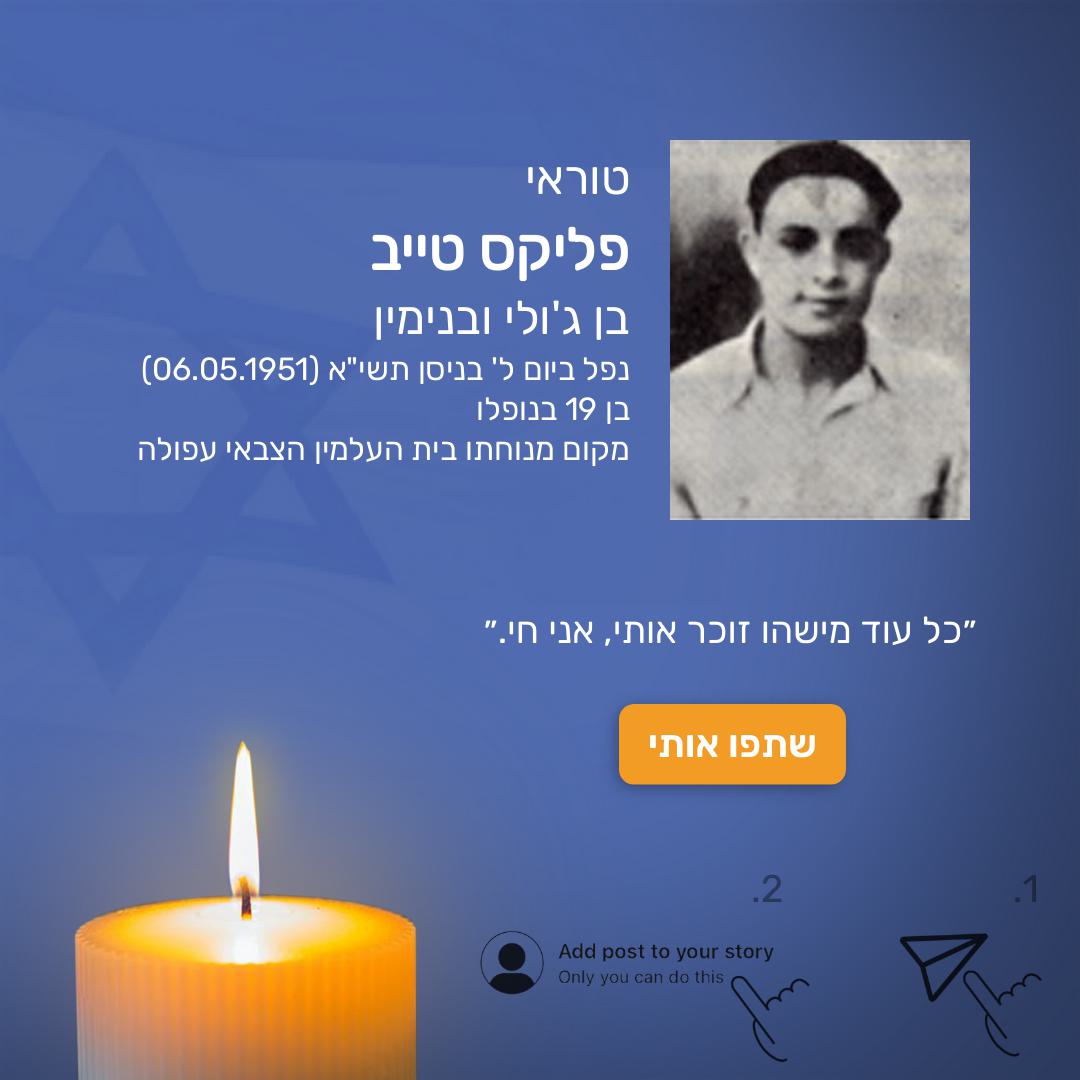 טוראי
פליקס טייב
בן ג'ולי ובנימין
נפל ביום ל' בניסן תשי"א (06.05.1951)
בן 19 בנופלו
מקום מנוחתו בית העלמין הצבאי עפולה
״כל עוד מישהו זוכר אותי, אני חי.״
שתפו אותי
1.
2.
Add post to your story
Only you can do this